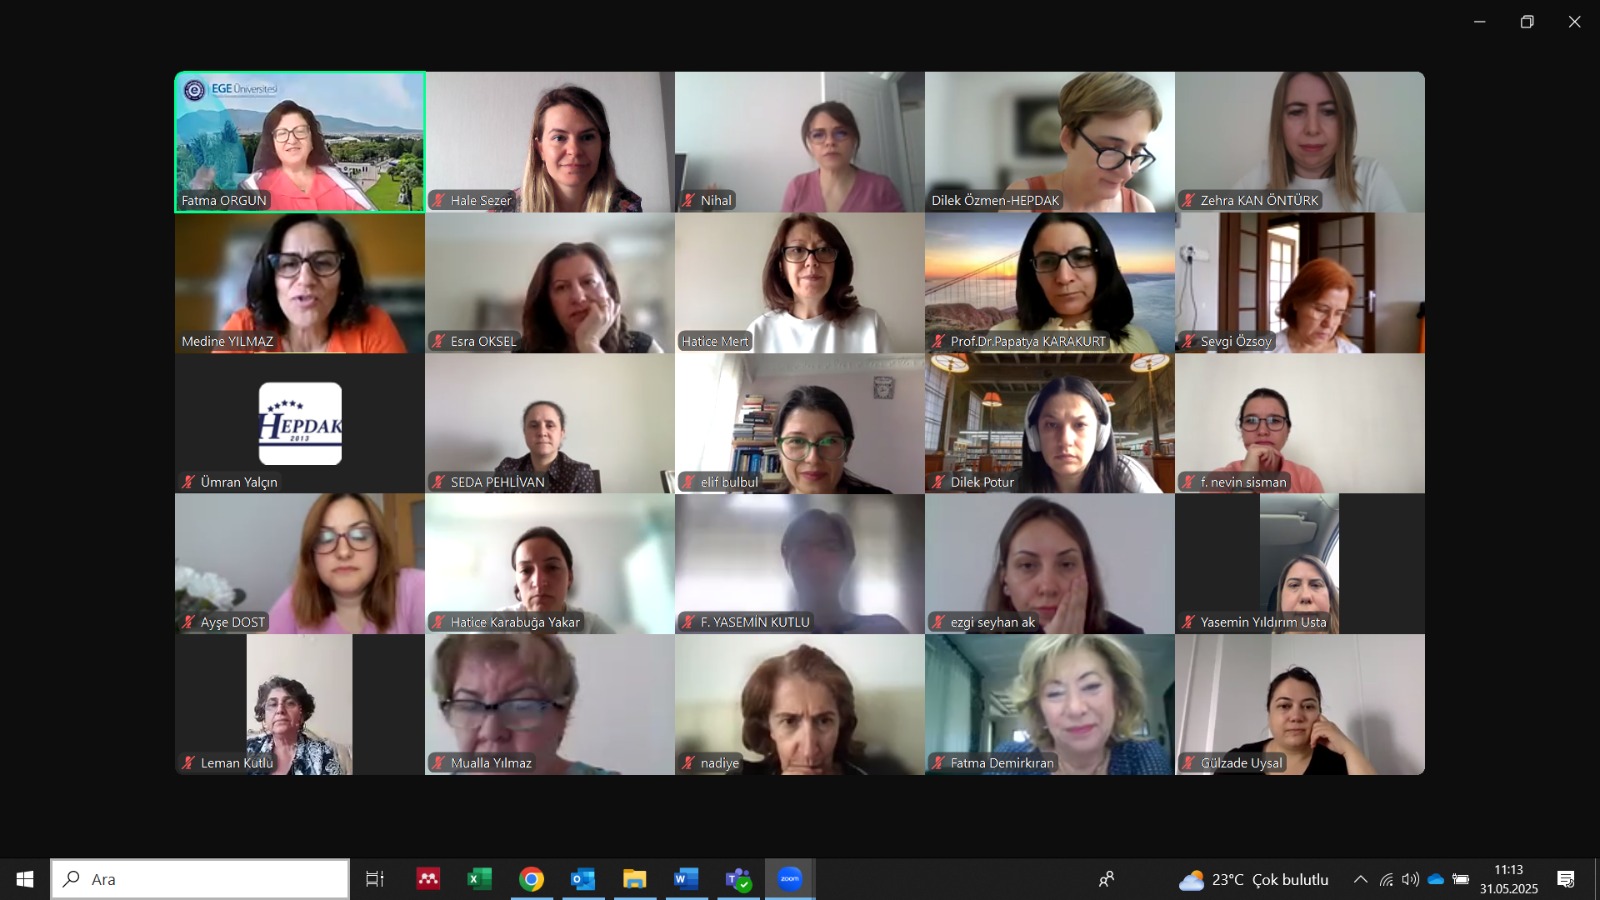 EGE Üniversitesi
Fatma ORGUN
Hale Sezer
Nihal
Dilek Özmen-HEPDAK
Zehra KAN ÖNTÜRK
Medine YILMAZ
Esra OKSEL
Hatice Mert
Prof.Dr.Papatya KARAKURT
Sevgi Özsoy
HEPDAK
2013
Ümran Yalçın
SEDA PEHLİVAN
elif bulbul
Dilek Potur
f. nevin sisman
Ayşe DOST
Hatice Karabuğa Yakar
F. YASEMİN KUTLU
ezgi seyhan ak
Yasemin Yıldırım Usta
Leman Kutlu
Mualla Yılmaz
nadiye
Fatma Demirkıran
Gülzade Uysal
Ara
zoom
23°C Çok bulutlu
11:13
31.05.2025